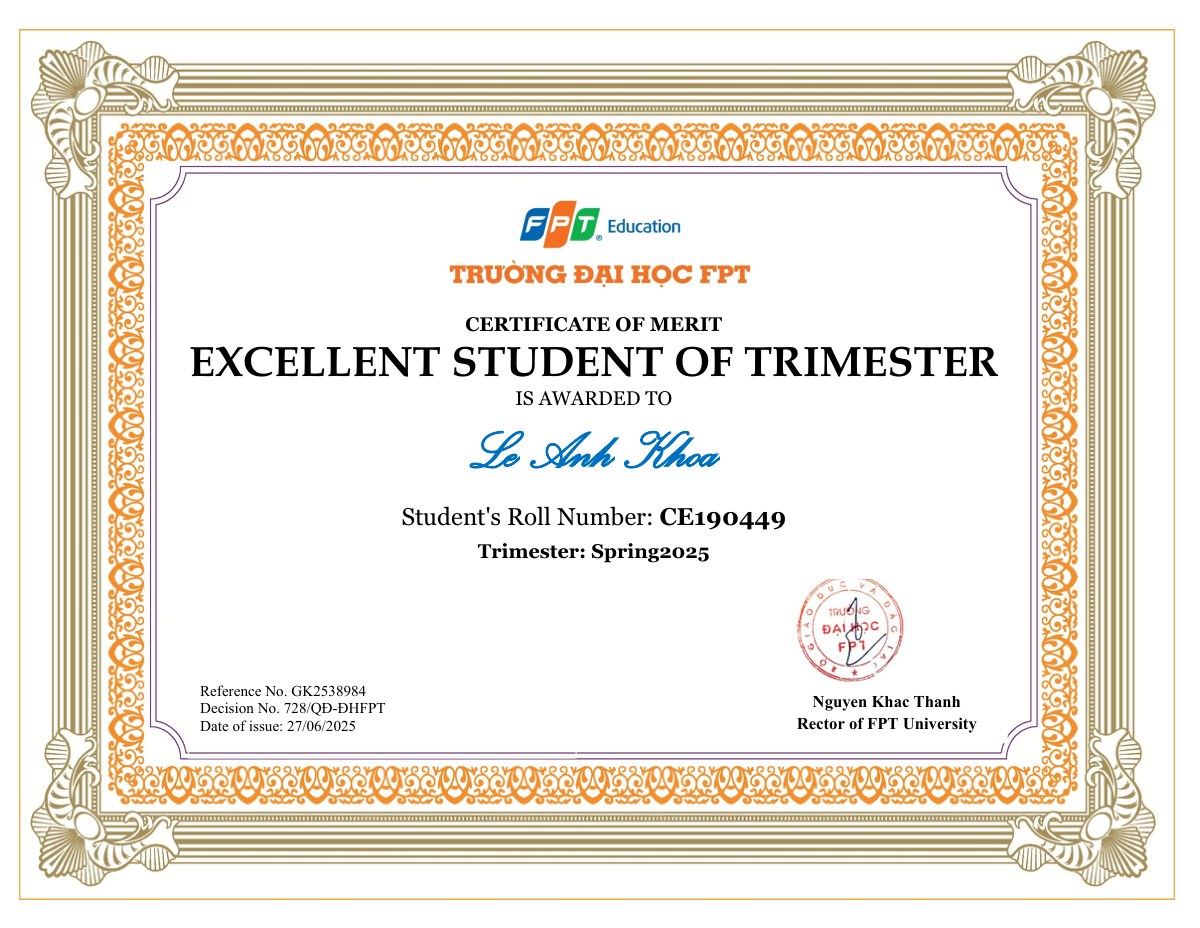 FPT® Education
TRƯỜNG ĐẠI HỌC FPT
CERTIFICATE OF MERIT
EXCELLENT STUDENT OF TRIMESTER
IS AWARDED TO
Le Anh Khoa
Student's Roll Number: CE190449
Trimester: Spring2025
TRƯỜNG
ĐẠI HỌC
FPT
Reference No. GK2538984
Decision No. 728/QĐ-ĐHFPT
Date of issue: 27/06/2025
Nguyen Khac Thanh
Rector of FPT University